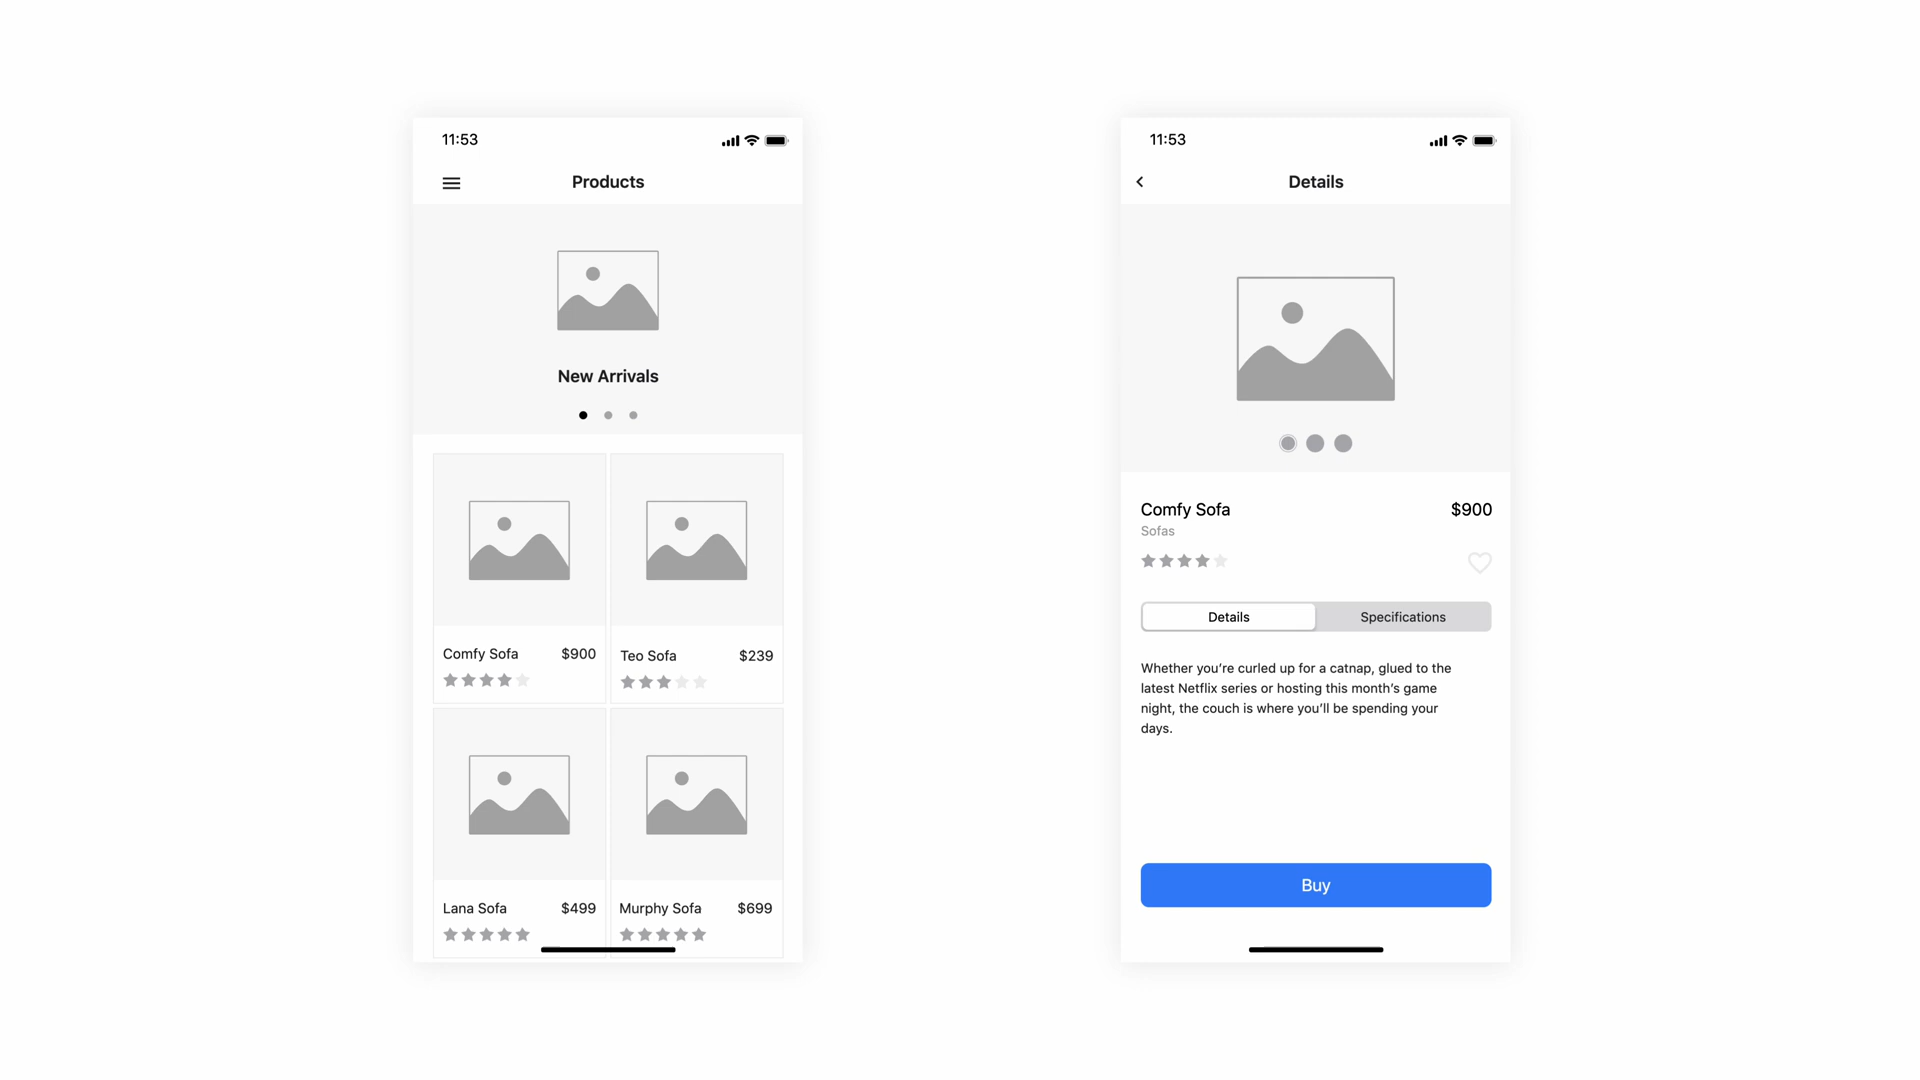 11:53
Products
New Arrivals
Comfy Sofa $900
Teo Sofa $239
Lana Sofa $499
Murphy Sofa $699
11:53
Details
Comfy Sofa $900
Sofas
Details Specifications
Whether you’re curled up for a catnap, glued to the
latest Netflix series or hosting this month’s game
night, the couch is where you’ll be spending your
days.
Buy